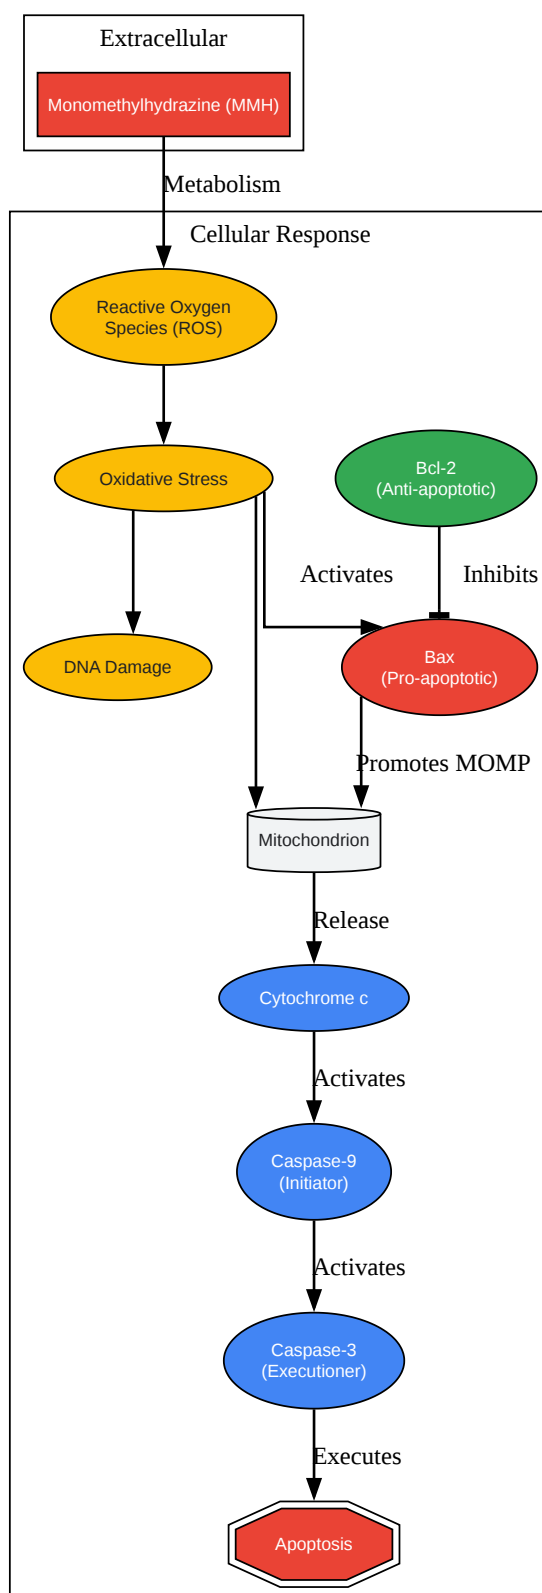 Extracellular
Monomethylhydrazine (MMH)
Metabolism
Cellular Response
Reactive Oxygen
Species (ROS)
Oxidative Stress
Bcl-2
(Anti-apoptotic)
Activates
Inhibits
DNA Damage
Bax
(Pro-apoptotic)
Promotes MOMP
Mitochondrion
Release
Cytochrome c
Activates
Caspase-9
(Initiator)
Activates
Caspase-3
(Executioner)
Executes
Apoptosis